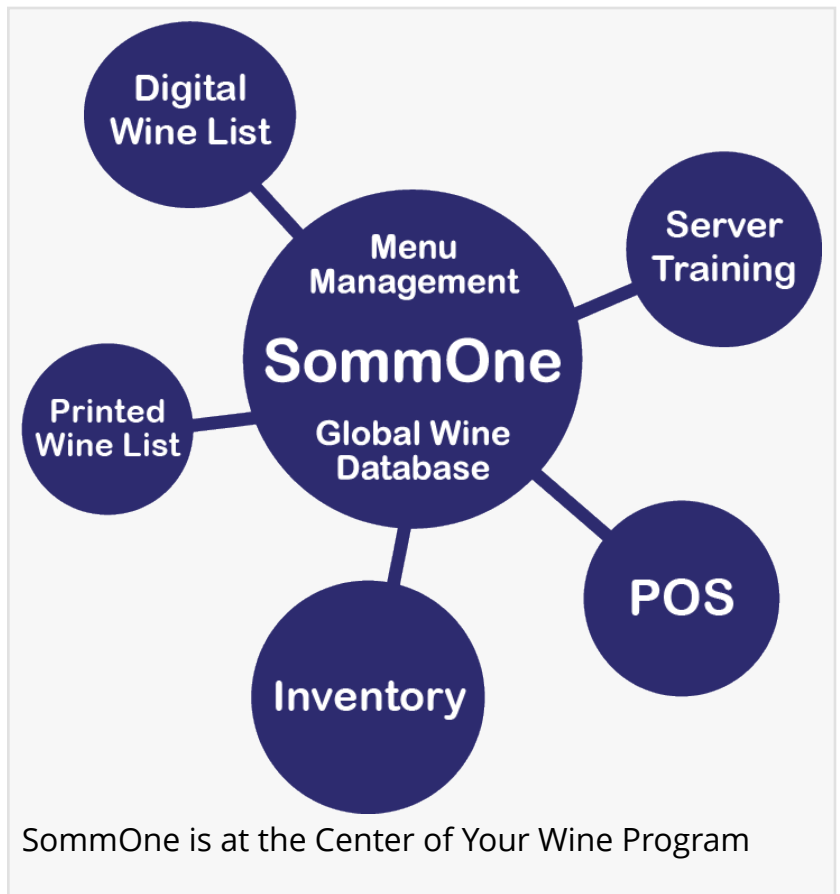 Digital
Wine List
Server
Training
Menu
Management
SommOne
Global Wine
Database
Printed
Wine List
POS
Inventory
SommOne is at the Center of Your Wine Program